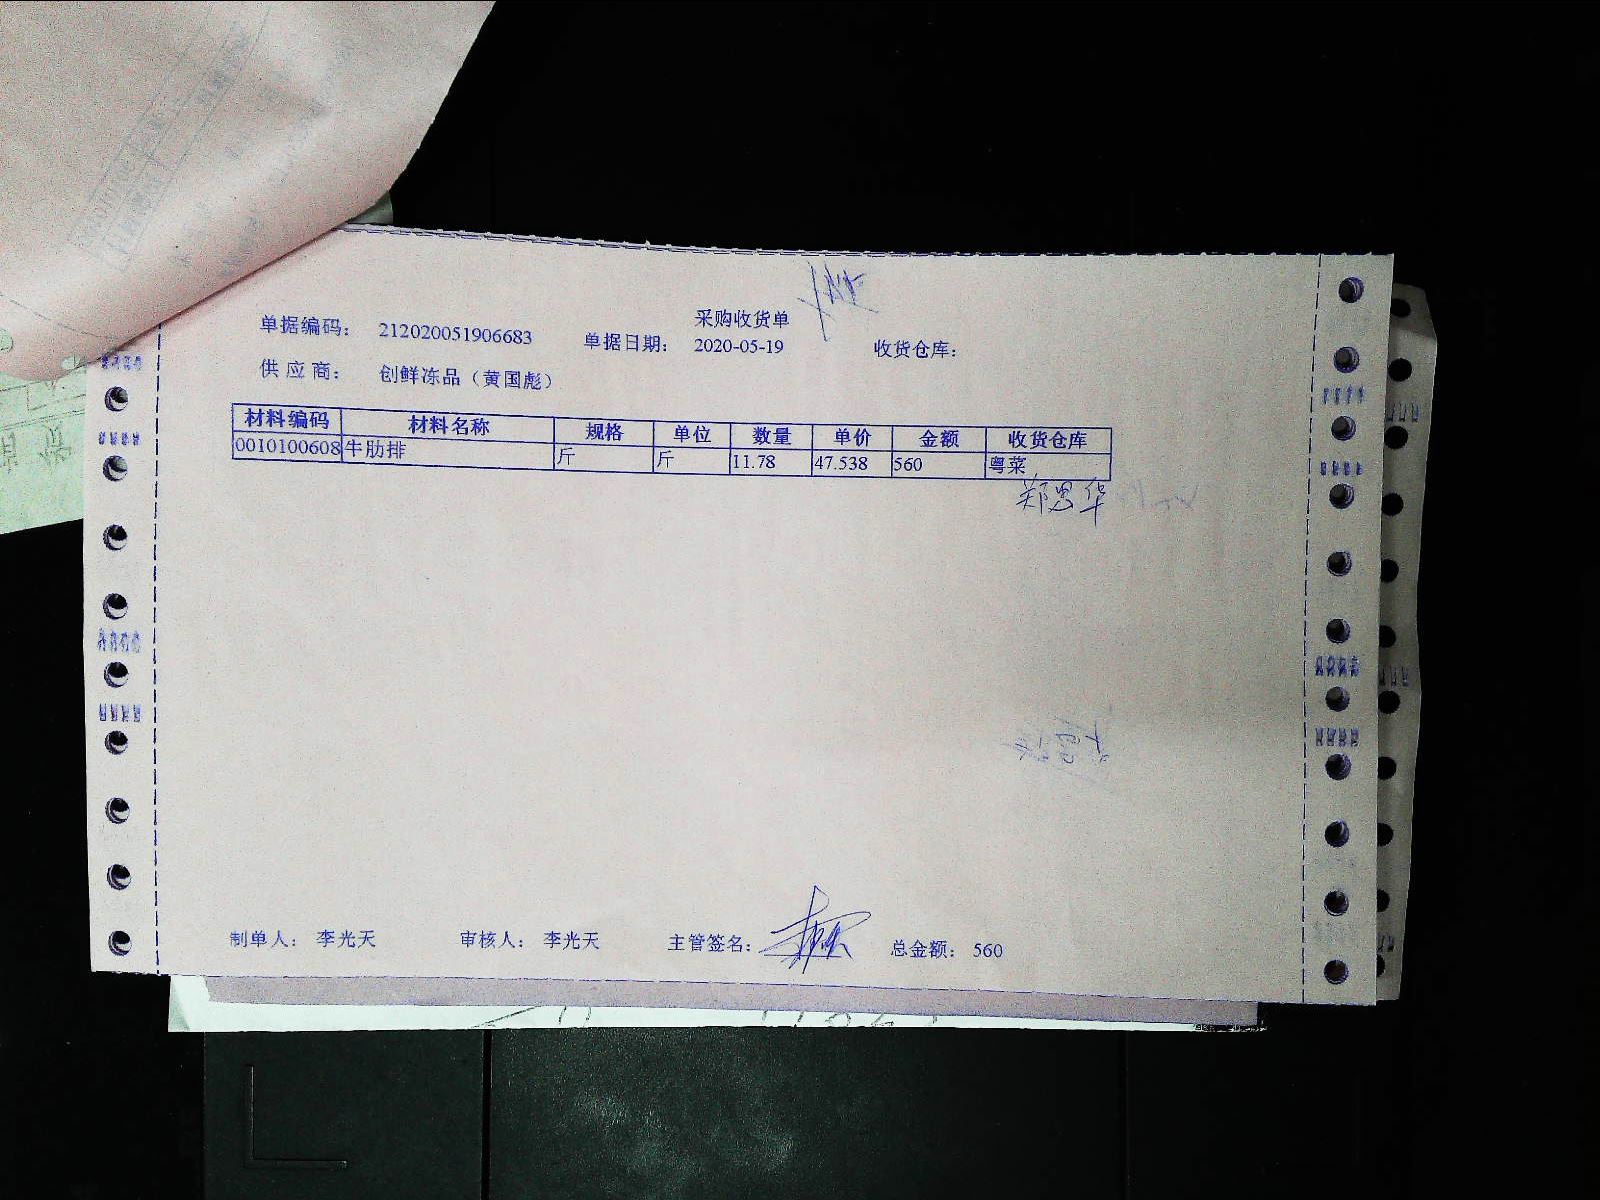 采购收货单
单据编码： 212020051906683 单据日期： 2020-05-19 收货仓库：
供应商： 创鲜冻品（黄国彪）
材料编码 材料名称 规格 单位 数量 单价 金额 收货仓库
0010100608 牛肋排 斤 斤 11.78 47.538 560 粤菜
制单人： 李光天 审核人： 李光天 主管签名： 总金额： 560